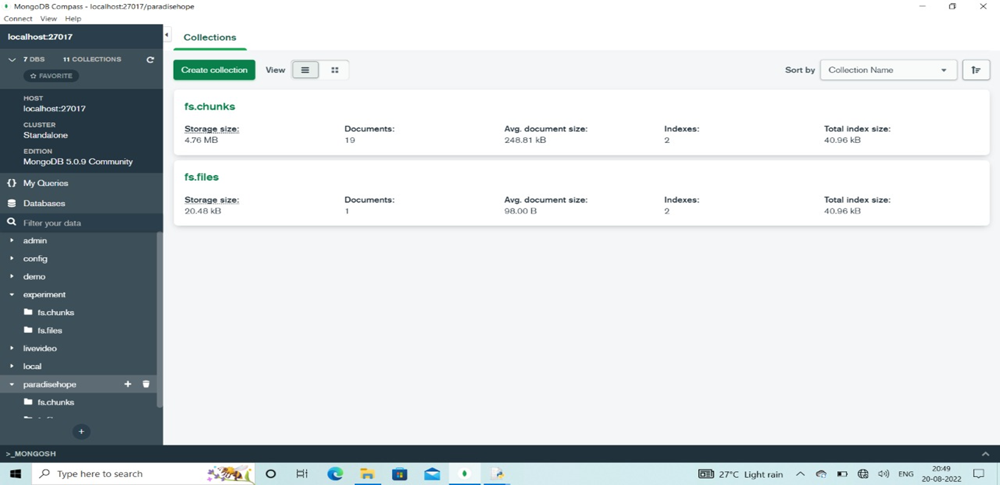 MongoDB Compass - localhost:27017/paradisehope
Connect View Help
localhost:27017
7 DBS 11 COLLECTIONS
FAVORITE
HOST
localhost:27017
CLUSTER
Standalone
EDITION
MongoDB 5.0.9 Community
{} My Queries
Databases
Filter your data
admin
config
demo
experiment
fs.chunks
fs.files
livevideo
local
paradisehope
fs.chunks
+
Collections
Create collection View Sort by Collection Name
fs.chunks
Storage size: Documents: Avg. document size: Indexes: Total index size:
4.76 MB 19 248.81 kB 2 40.96 kB
fs.files
Storage size: Documents: Avg. document size: Indexes: Total index size:
20.48 kB 1 98.00 B 2 40.96 kB
>_MONGOSH
Type here to search 27°C Light rain ENG 20:49
20-08-2022